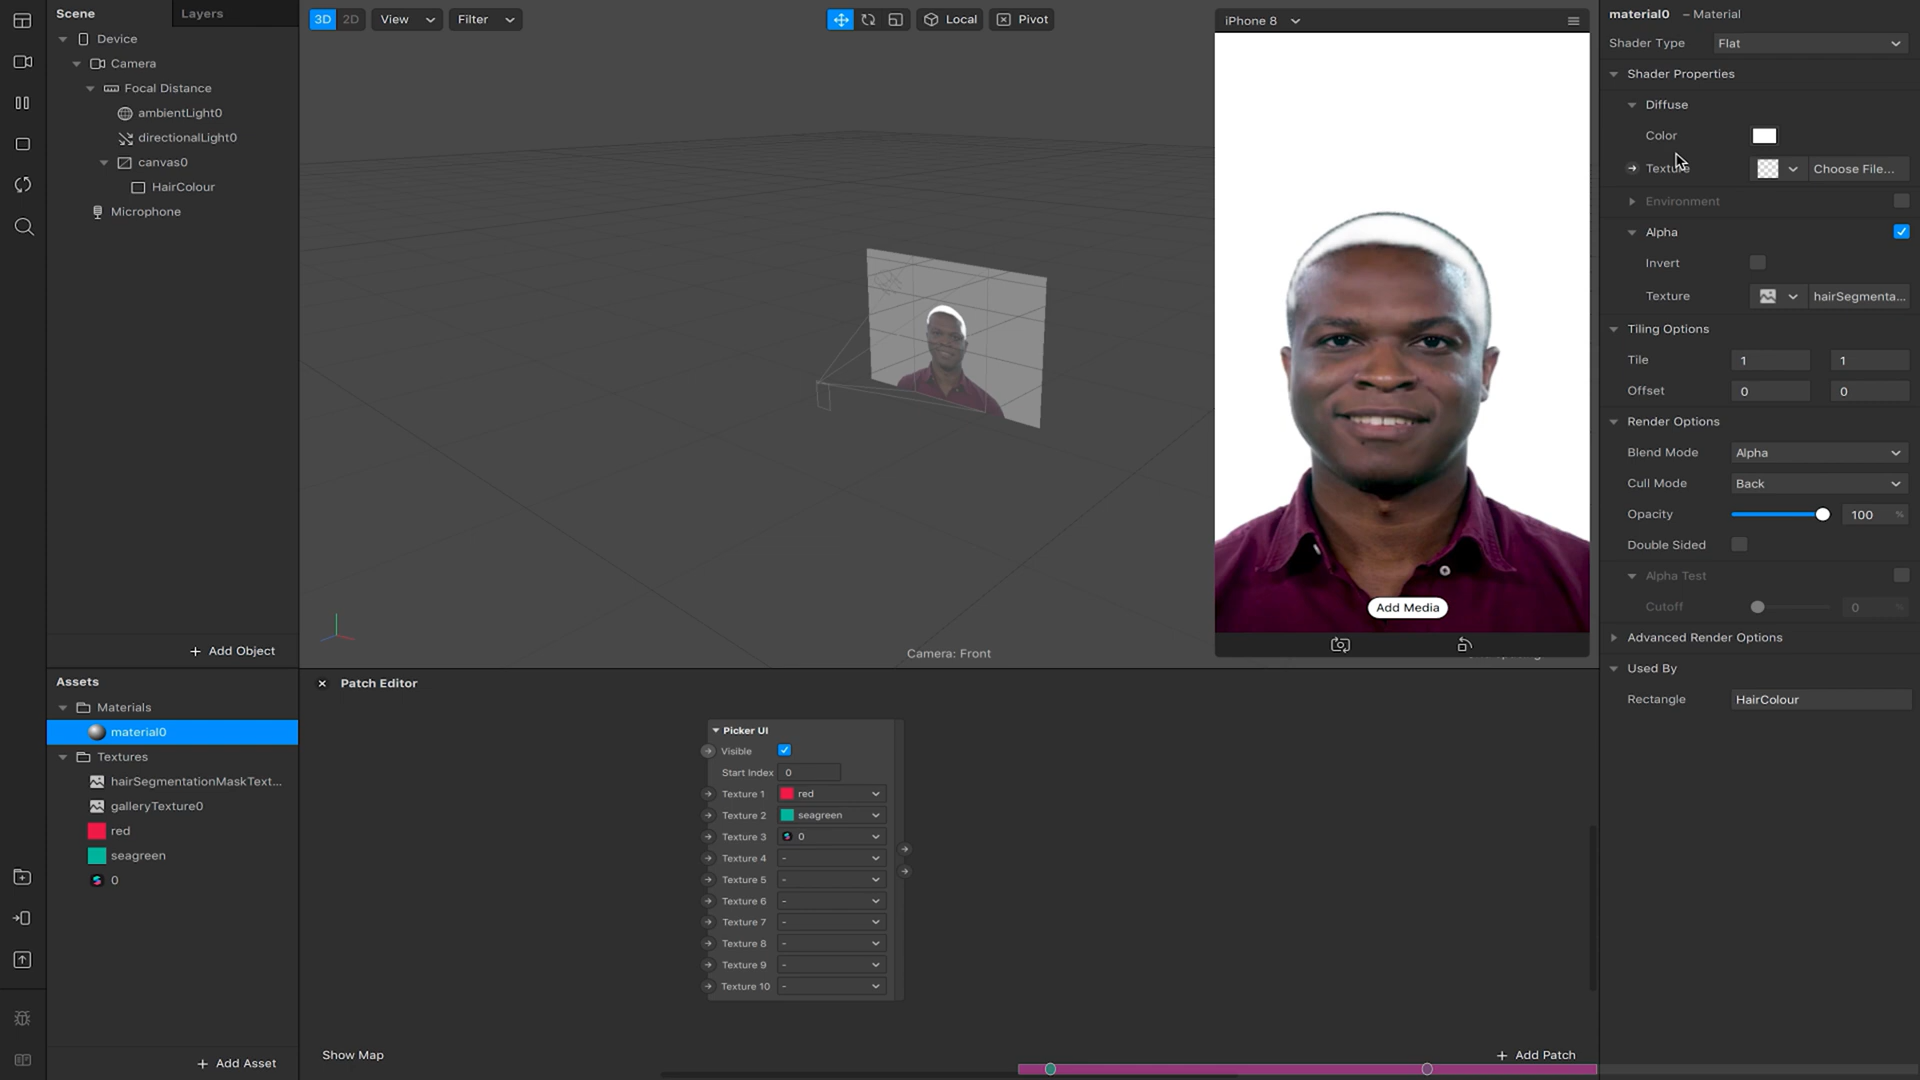 Scene
Layers
Device
Camera
Focal Distance
ambientLight0
directionalLight0
canvas0
HairColour
Microphone
+ Add Object
Assets
Materials
material0
Textures
hairSegmentationMaskText...
galleryTexture0
red
seagreen
0
+ Add Asset
3D 2D View Filter
Local Pivot
Camera: Front
iPhone 8
Add Media
Patch Editor
Picker UI
Visible
Start Index 0
Texture 1 red
Texture 2 seagreen
Texture 3 0
Texture 4 -
Texture 5 -
Texture 6 -
Texture 7 -
Texture 8 -
Texture 9 -
Texture 10 -
Show Map
+ Add Patch
material0 – Material
Shader Type Flat
Shader Properties
Diffuse
Color
Texture Choose File...
Environment
Alpha
Invert
Texture hairSegmenta...
Tiling Options
Tile 1 1
Offset 0 0
Render Options
Blend Mode Alpha
Cull Mode Back
Opacity 100 %
Double Sided
Alpha Test
Cutoff 0 %
Advanced Render Options
Used By
Rectangle HairColour